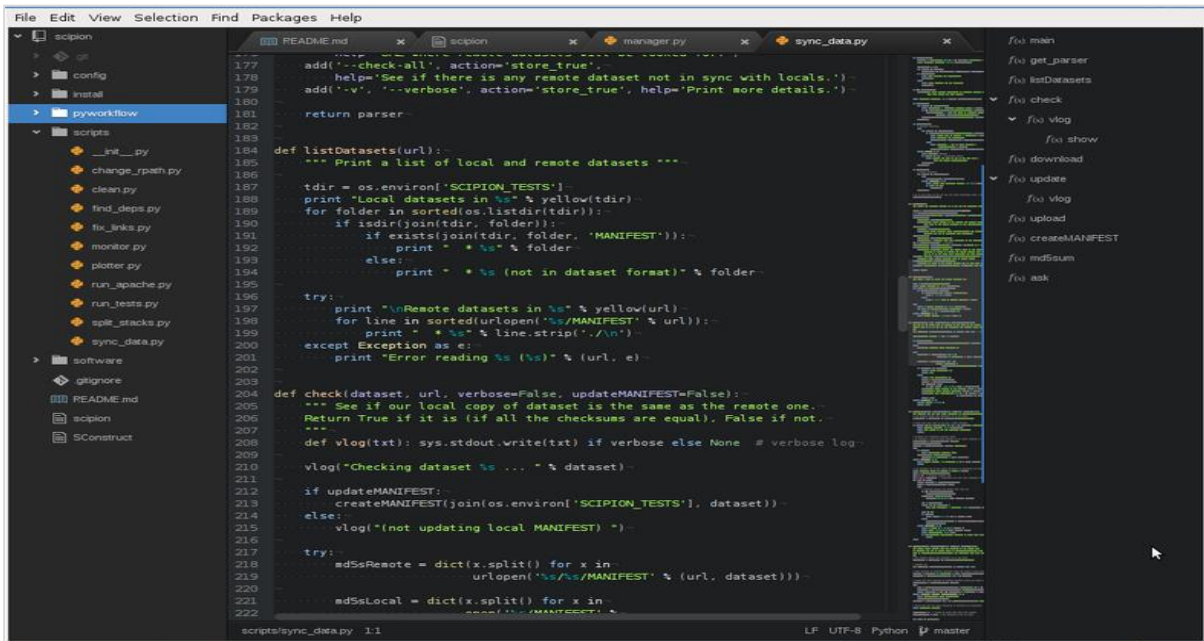 File Edit View Selection Find Packages Help
scipion
.git
config
install
pyworkflow
scripts
__init__.py
change_rpath.py
clean.py
find_deps.py
fix_links.py
monitor.py
plotter.py
run_apache.py
run_tests.py
split_stacks.py
sync_data.py
software
.gitignore
README.md
scipion
SConstruct
README.md
scipion
manager.py
sync_data.py
177 add('--check-all', action='store_true',
178 help='See if there is any remote dataset not in sync with locals.')
179 add('-v', '--verbose', action='store_true', help='Print more details.')
180
181 return parser
182
183
184 def listDatasets(url):
185 """ Print a list of local and remote datasets """
186
187 tdir = os.environ['SCIPION_TESTS']
188 print "Local datasets in %s" % yellow(tdir)
189 for folder in sorted(os.listdir(tdir)):
190 if isdir(join(tdir, folder)):
191 if exists(join(tdir, folder, 'MANIFEST')):
192 print "  * %s" % folder
193 else:
194 print "  * %s (not in dataset format)" % folder
195
196 try:
197 print "\nRemote datasets in %s" % yellow(url)
198 for line in sorted(urlopen('%s/MANIFEST' % url)):
199 print "  * %s" % line.strip('./\n')
200 except Exception as e:
201 print "Error reading %s (%s)" % (url, e)
202
203
204 def check(dataset, url, verbose=False, updateMANIFEST=False):
205 """ See if our local copy of dataset is the same as the remote one.
206 Return True if it is (if all the checksums are equal), False if not.
207 """
208 def vlog(txt): sys.stdout.write(txt) if verbose else None  # verbose log
209
210 vlog("Checking dataset %s ... " % dataset)
211
212 if updateMANIFEST:
213 createMANIFEST(join(os.environ['SCIPION_TESTS'], dataset))
214 else:
215 vlog("(not updating local MANIFEST) ")
216
217 try:
218 md5sRemote = dict(x.split() for x in
219 urlopen('%s/%s/MANIFEST' % (url, dataset)))
220
221 md5sLocal = dict(x.split() for x in
222 open('%s/MANIFEST' %
f(x) main
f(x) get_parser
f(x) listDatasets
f(x) check
f(x) vlog
f(x) show
f(x) download
f(x) update
f(x) vlog
f(x) upload
f(x) createMANIFEST
f(x) md5sum
f(x) ask
scripts/sync_data.py 1:1
LF UTF-8 Python master